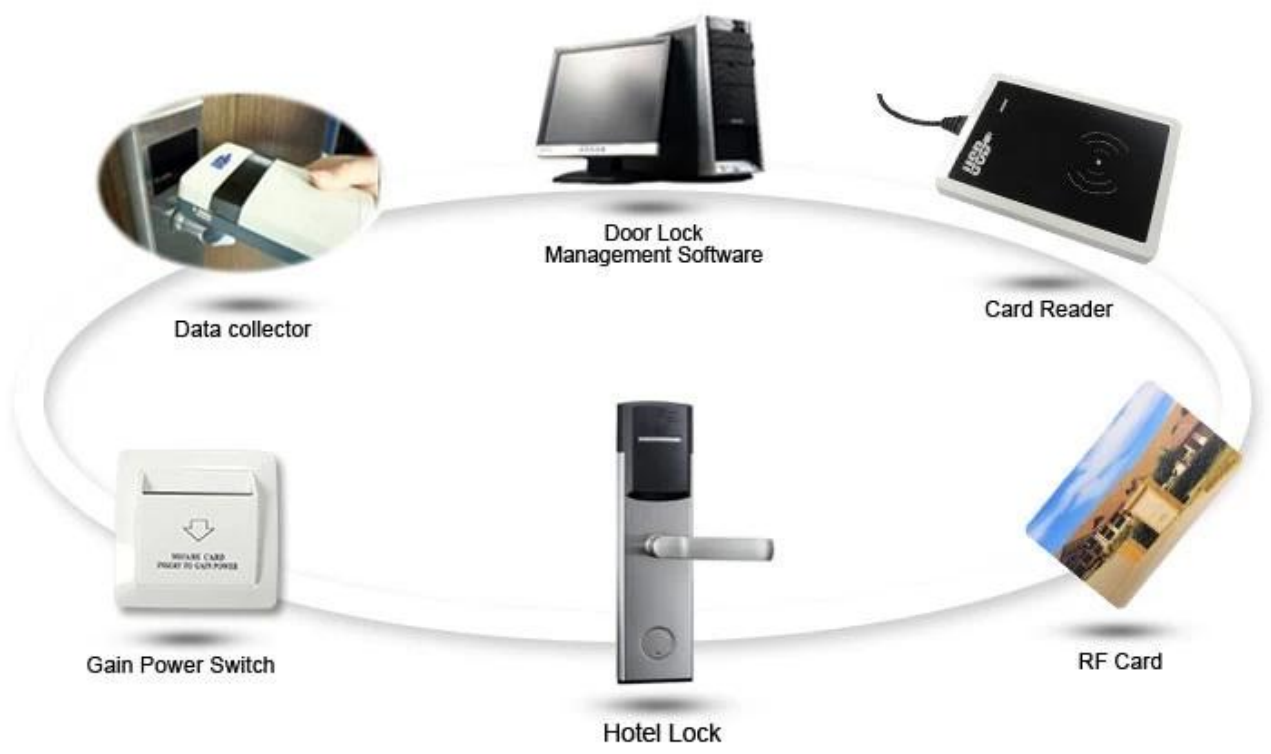 Door Lock
Management Software
Card Reader
Data collector
MIFARE CARD
INSERT TO GAIN POWER
Gain Power Switch
RF Card
Hotel Lock